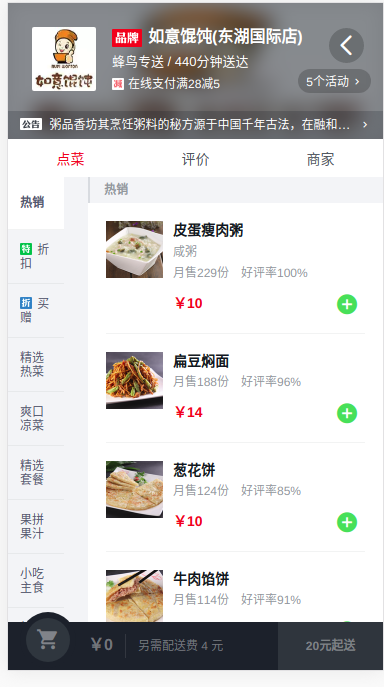 品牌 如意馄饨(东湖国际店)
蜂鸟专送 / 440分钟送达
减 在线支付满28减5
5个活动
如意馄饨
公告 粥品香坊其烹饪粥料的秘方源于中国千年古法，在融和...
点菜 评价 商家
热销
热销
特 折扣
折 买赠
精选热菜
爽口凉菜
精选套餐
果拼果汁
小吃主食
皮蛋瘦肉粥
咸粥
月售229份 好评率100%
￥10
扁豆焖面
月售188份 好评率96%
￥14
葱花饼
月售124份 好评率85%
￥10
牛肉馅饼
月售114份 好评率91%
￥0
另需配送费 4 元
20元起送